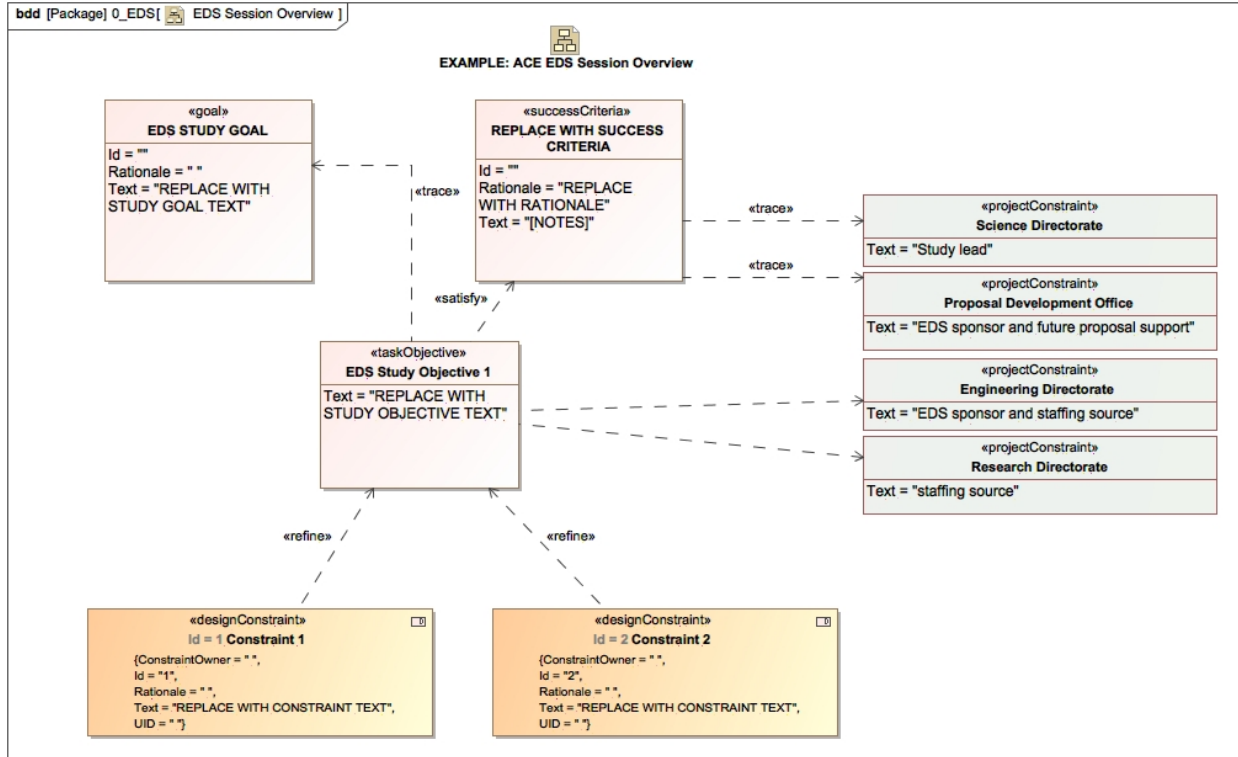 bdd [Package] 0_EDS[ EDS Session Overview ]
EXAMPLE: ACE EDS Session Overview
«goal»
EDS STUDY GOAL
Id = ""
Rationale = " "
Text = "REPLACE WITH
STUDY GOAL TEXT"
«trace»
«successCriteria»
REPLACE WITH SUCCESS
CRITERIA
Id = ""
Rationale = "REPLACE
WITH RATIONALE"
Text = "[NOTES]"
«trace»
«trace»
«projectConstraint»
Science Directorate
Text = "Study lead"
«projectConstraint»
Proposal Development Office
Text = "EDS sponsor and future proposal support"
«projectConstraint»
Engineering Directorate
Text = "EDS sponsor and staffing source"
«projectConstraint»
Research Directorate
Text = "staffing source"
«satisfy»
«taskObjective»
EDS Study Objective 1
Text = "REPLACE WITH
STUDY OBJECTIVE TEXT"
«refine»
«refine»
«designConstraint»
Id = 1 Constraint 1
{ConstraintOwner = " ",
Id = "1",
Rationale = " ",
Text = "REPLACE WITH CONSTRAINT TEXT",
UID = " "}
«designConstraint»
Id = 2 Constraint 2
{ConstraintOwner = " ",
Id = "2",
Rationale = " ",
Text = "REPLACE WITH CONSTRAINT TEXT",
UID = " "}